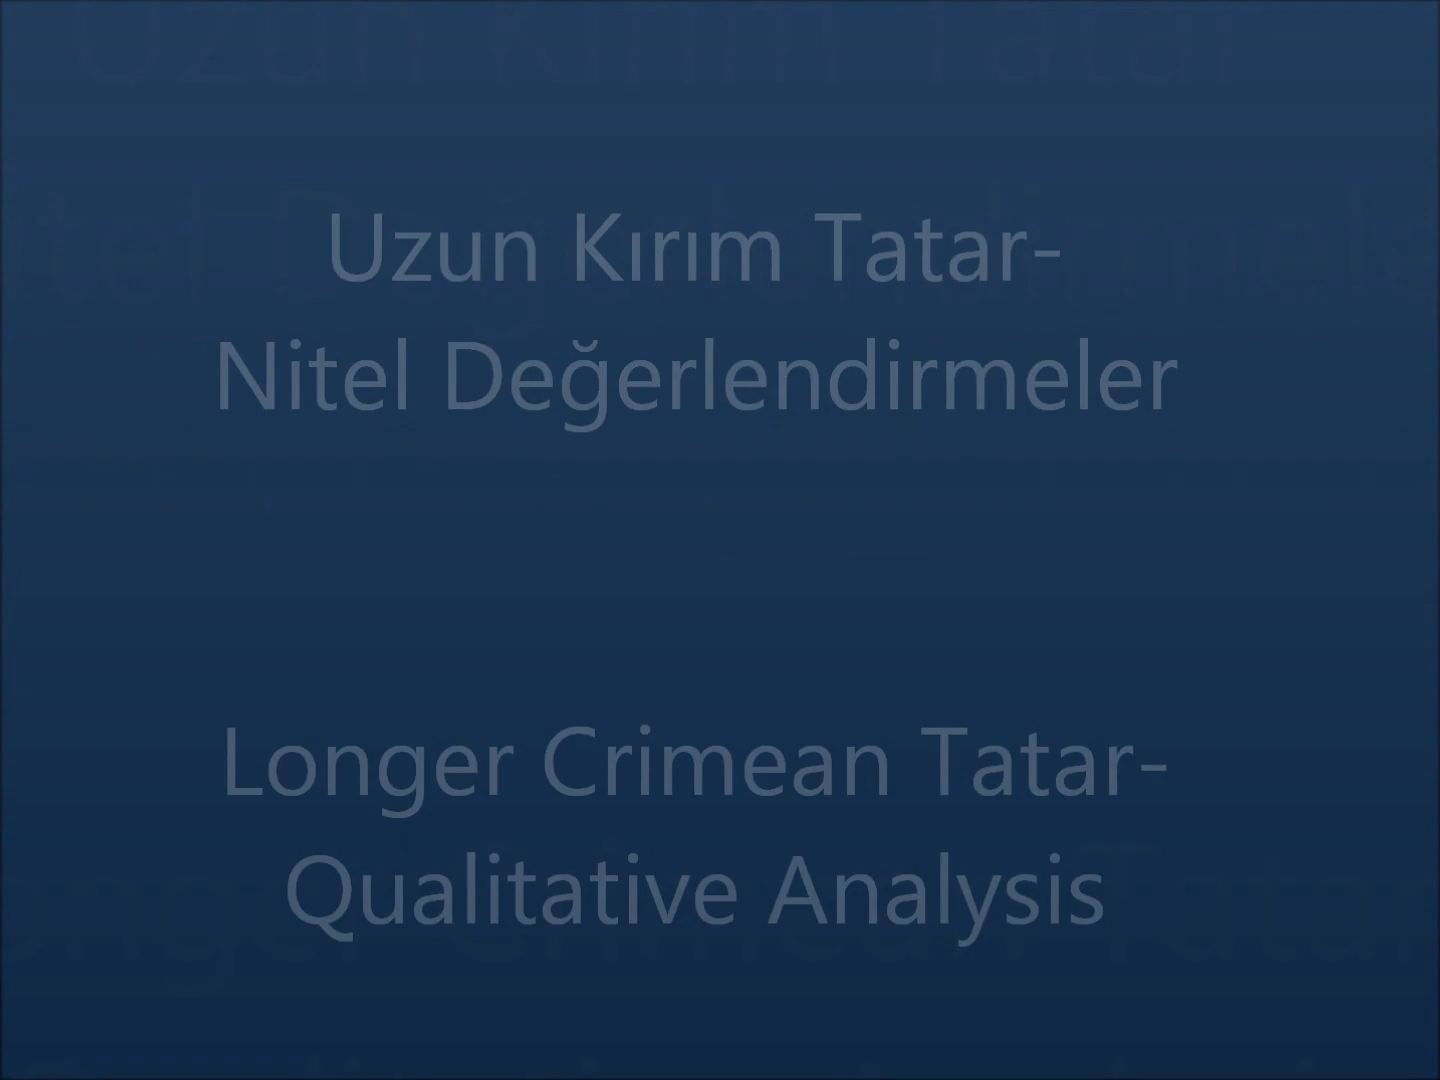 Uzun Kırım Tatar-
Nitel Değerlendirmeler
Longer Crimean Tatar-
Qualitative Analysis